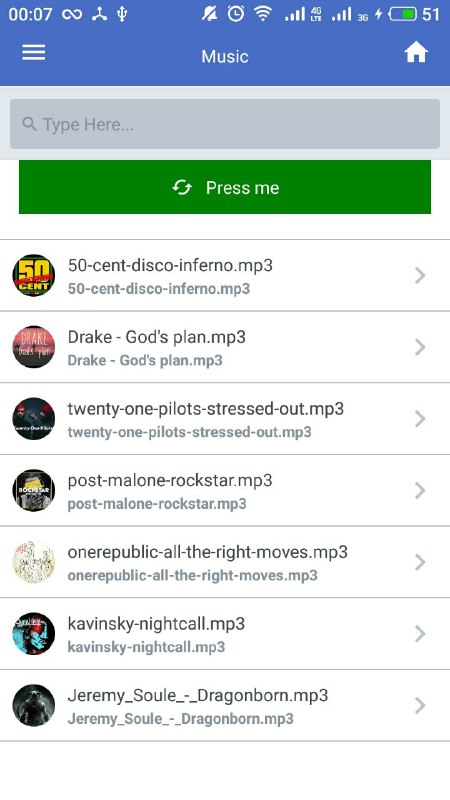 00:07 4G LTE 3G 51
Music
Type Here...
Press me
50 CENT
50-cent-disco-inferno.mp3
50-cent-disco-inferno.mp3
DRAKE
God's plan
Drake - God's plan.mp3
Drake - God's plan.mp3
Twenty One Pilots
twenty-one-pilots-stressed-out.mp3
twenty-one-pilots-stressed-out.mp3
ROCKSTAR
post-malone-rockstar.mp3
post-malone-rockstar.mp3
onerepublic-all-the-right-moves.mp3
onerepublic-all-the-right-moves.mp3
kavinsky-nightcall.mp3
kavinsky-nightcall.mp3
Jeremy_Soule_-_Dragonborn.mp3
Jeremy_Soule_-_Dragonborn.mp3